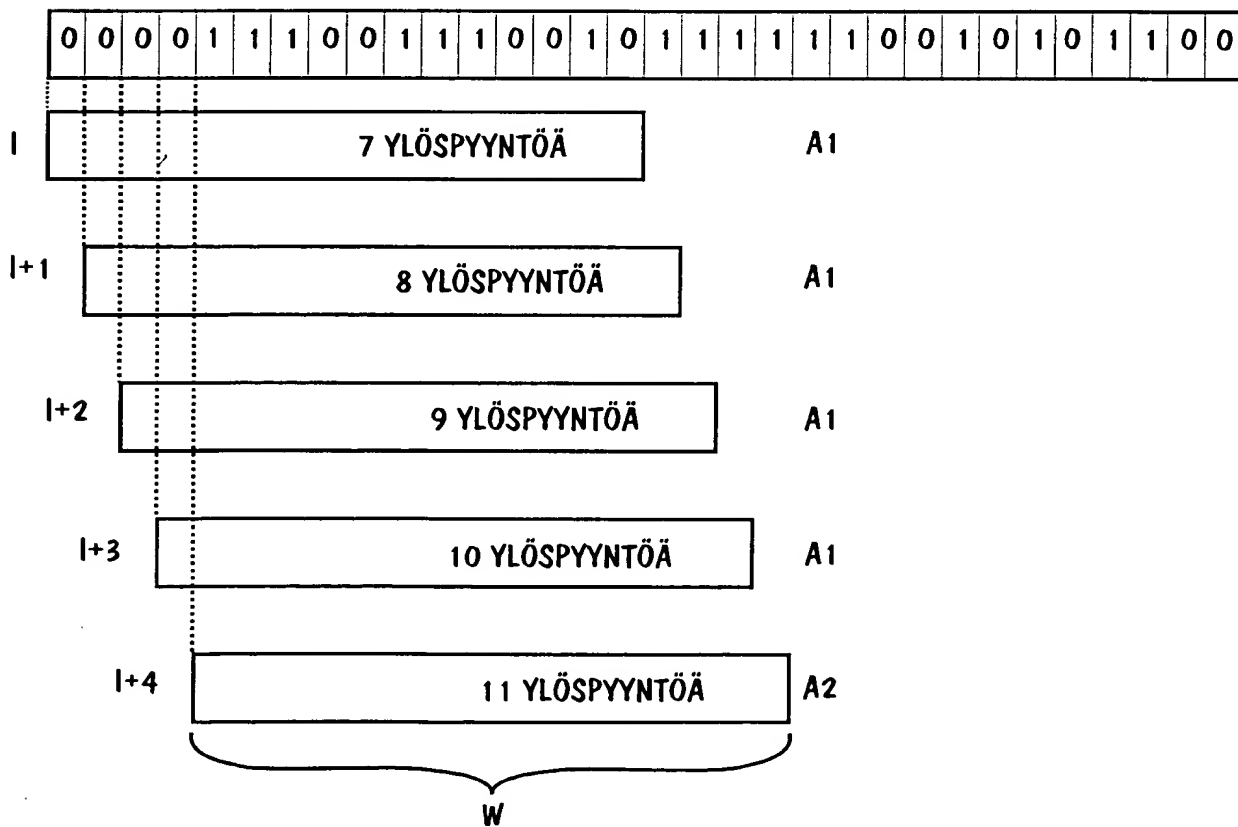 0 0 0 0 1 1 1 0 0 1 1 1 0 0 1 0 1 1 1 1 1 1 0 0 1 0 1 0 1 1 0 0
I 7 YLÖSPYYNTÖÄ A1
I+1 8 YLÖSPYYNTÖÄ A1
I+2 9 YLÖSPYYNTÖÄ A1
I+3 10 YLÖSPYYNTÖÄ A1
I+4 11 YLÖSPYYNTÖÄ A2
W